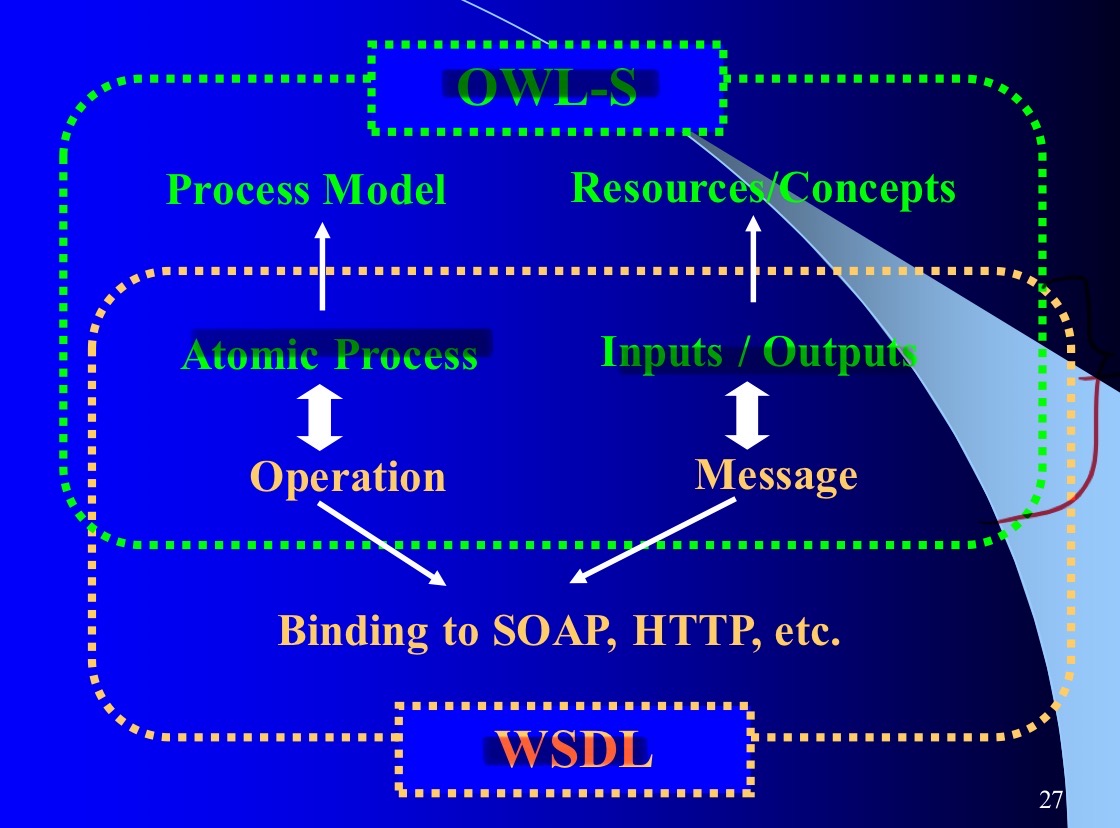 OWL-S
Process Model
Resources/Concepts
Atomic Process
Inputs / Outputs
Operation
Message
Binding to SOAP, HTTP, etc.
WSDL
27